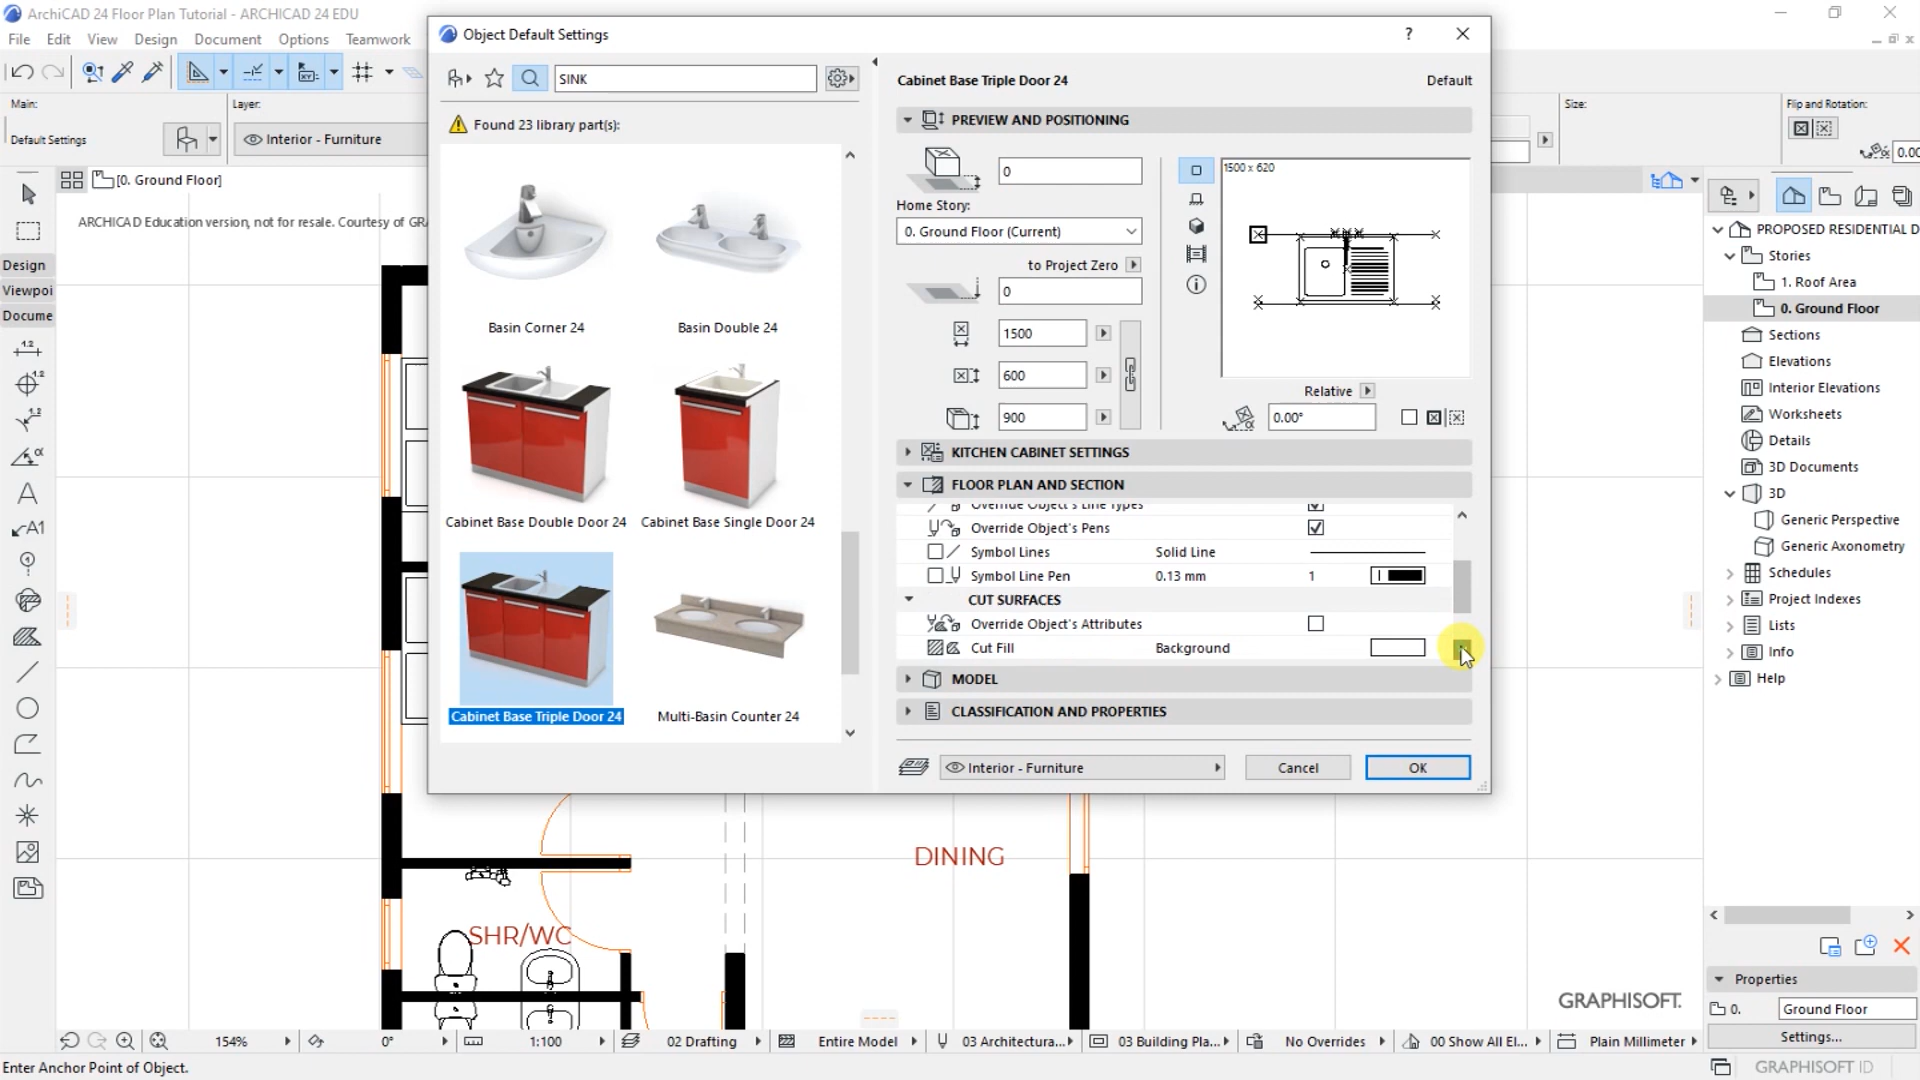 ArchiCAD 24 Floor Plan Tutorial - ARCHICAD 24 EDU
File Edit View Design Document Options Teamwork
Main:
Layer:
Default Settings
Interior - Furniture
Size:
Flip and Rotation:
[0. Ground Floor]
ARCHICAD Education version, not for resale. Courtesy of GR
Design
Viewpoi
Docume
Object Default Settings
?
SINK
Found 23 library part(s):
Basin Corner 24
Basin Double 24
Cabinet Base Double Door 24
Cabinet Base Single Door 24
Cabinet Base Triple Door 24
Multi-Basin Counter 24
Cabinet Base Triple Door 24
Default
PREVIEW AND POSITIONING
0
Home Story:
0. Ground Floor (Current)
to Project Zero
0
1500
600
900
1500 x 620
Relative
0.00°
KITCHEN CABINET SETTINGS
FLOOR PLAN AND SECTION
Override Object's Line Types
Override Object's Pens
Symbol Lines Solid Line
Symbol Line Pen 0.13 mm 1
CUT SURFACES
Override Object's Attributes
Cut Fill Background
MODEL
CLASSIFICATION AND PROPERTIES
Interior - Furniture
Cancel
OK
DINING
SHR/WC
GRAPHISOFT.
0.00
PROPOSED RESIDENTIAL D
Stories
1. Roof Area
0. Ground Floor
Sections
Elevations
Interior Elevations
Worksheets
Details
3D Documents
3D
Generic Perspective
Generic Axonometry
Schedules
Project Indexes
Lists
Info
Help
Properties
0. Ground Floor
Settings...
154% 0° 1:100 02 Drafting Entire Model 03 Architectura... 03 Building Pla... No Overrides 00 Show All El... Plain Millimeter
Enter Anchor Point of Object.
GRAPHISOFT ID